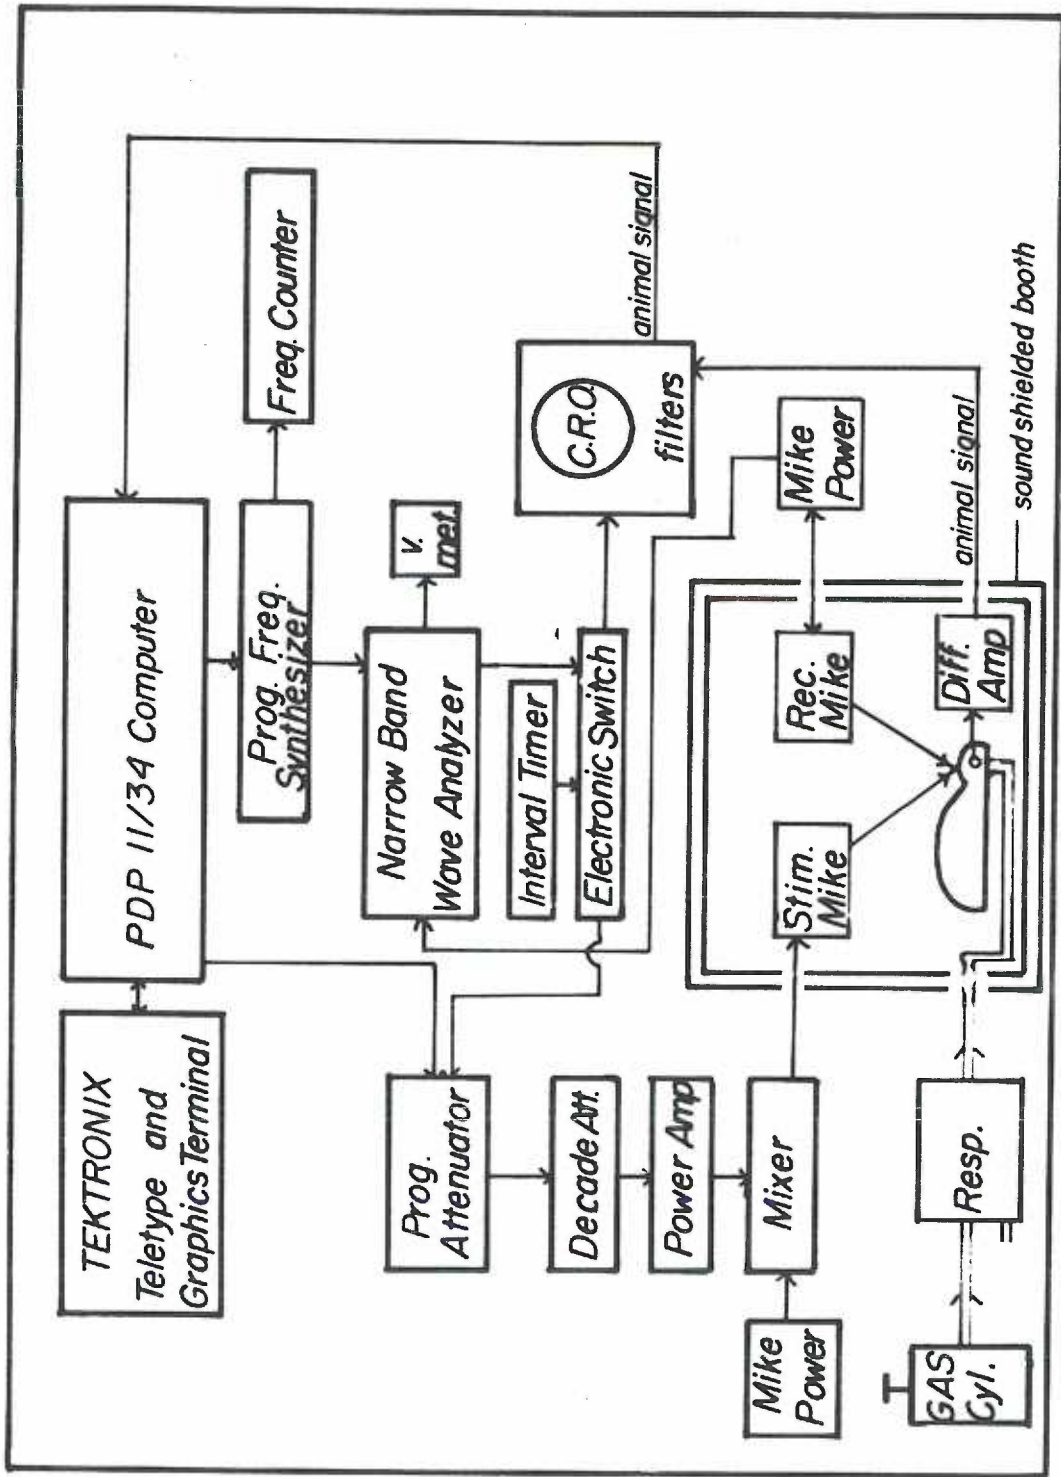 TEKTRONIX
Teletype and
Graphics Terminal
PDP 11/34 Computer
Prog. Freq.
Synthesizer
Freq. Counter
Narrow Band
Wave Analyzer
V.
met.
Interval Timer
Electronic Switch
C.R.O.
filters
animal signal
Prog.
Attenuator
Decade Att.
Power Amp
Mixer
Mike
Power
Stim.
Mike
Rec.
Mike
Mike
Power
Diff.
Amp
animal signal
sound shielded booth
GAS
Cyl.
Resp.